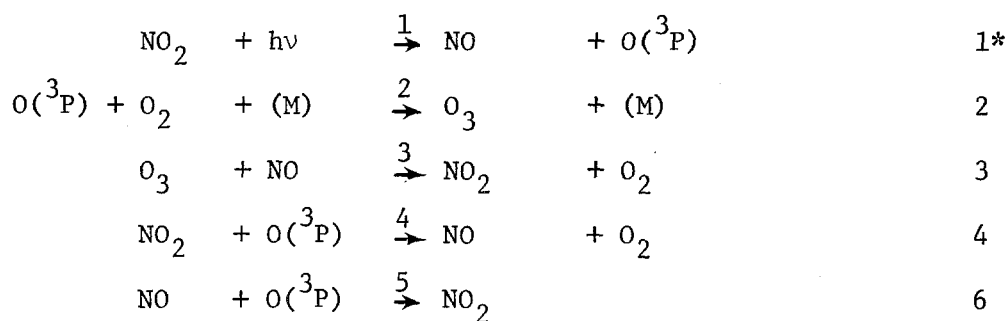 NO₂ + hν →¹ NO + O(³P) 1*
O(³P) + O₂ + (M) →² O₃ + (M) 2
O₃ + NO →³ NO₂ + O₂ 3
NO₂ + O(³P) →⁴ NO + O₂ 4
NO + O(³P) →⁵ NO₂ 6